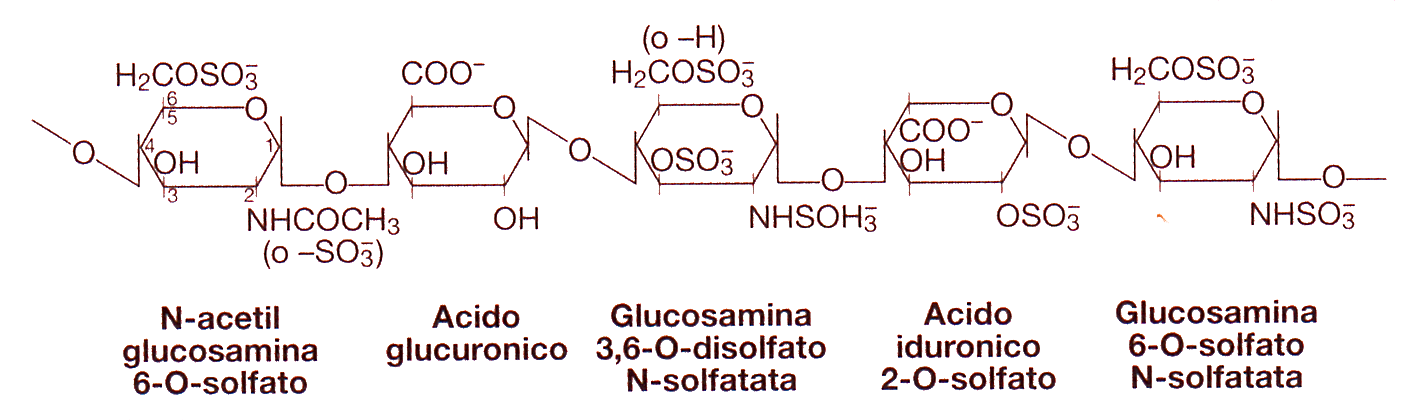 (o –H)
H₂COSO₃⁻ COO⁻ H₂COSO₃⁻ H₂COSO₃⁻
6 O O O O O
5
COO⁻
4 1 O O
O OH OH OSO₃⁻ OH OH
3 2 O O O
NHCOCH₃ OH NHSOH₃⁻ OSO₃⁻ NHSO₃⁻
(o –SO₃⁻)
N-acetil Acido Glucosamina Acido Glucosamina
glucosamina glucuronico 3,6-O-disolfato iduronico 6-O-solfato
6-O-solfato N-solfatata 2-O-solfato N-solfatata